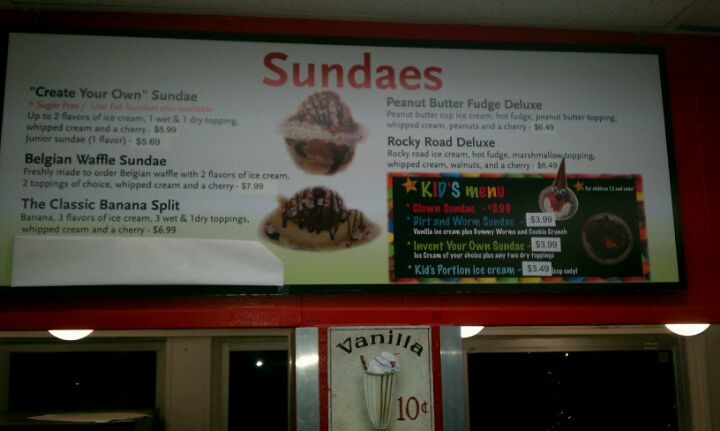 Sundaes
"Create Your Own" Sundae
* Sugar Free / Low Fat Sundaes also available
Up to 2 flavors of ice cream, 1 wet & 1 dry topping,
whipped cream and a cherry - $5.99
Junior sundae (1 flavor) - $5.69
Belgian Waffle Sundae
Freshly made to order Belgian waffle with 2 flavors of ice cream,
2 toppings of choice, whipped cream and a cherry - $7.99
The Classic Banana Split
Banana, 3 flavors of ice cream, 3 wet & 1dry toppings,
whipped cream and a cherry - $6.99
Peanut Butter Fudge Deluxe
Peanut butter cup ice cream, hot fudge, peanut butter topping,
whipped cream, peanuts and a cherry - $6.49
Rocky Road Deluxe
Rocky road ice cream, hot fudge, marshmallow topping,
whipped cream, walnuts, and a cherry - $6.49
KID'S menu
For children 12 and under
* Clown Sundae - $3.99
* Dirt and Worm Sundae - $3.99
Vanilla ice cream plus Gummy Worms and Cookie Crunch
* Invent Your Own Sundae - $3.99
Ice Cream of your choice plus any two dry toppings
* Kid's Portion ice cream - $3.49 only!
Vanilla
10¢